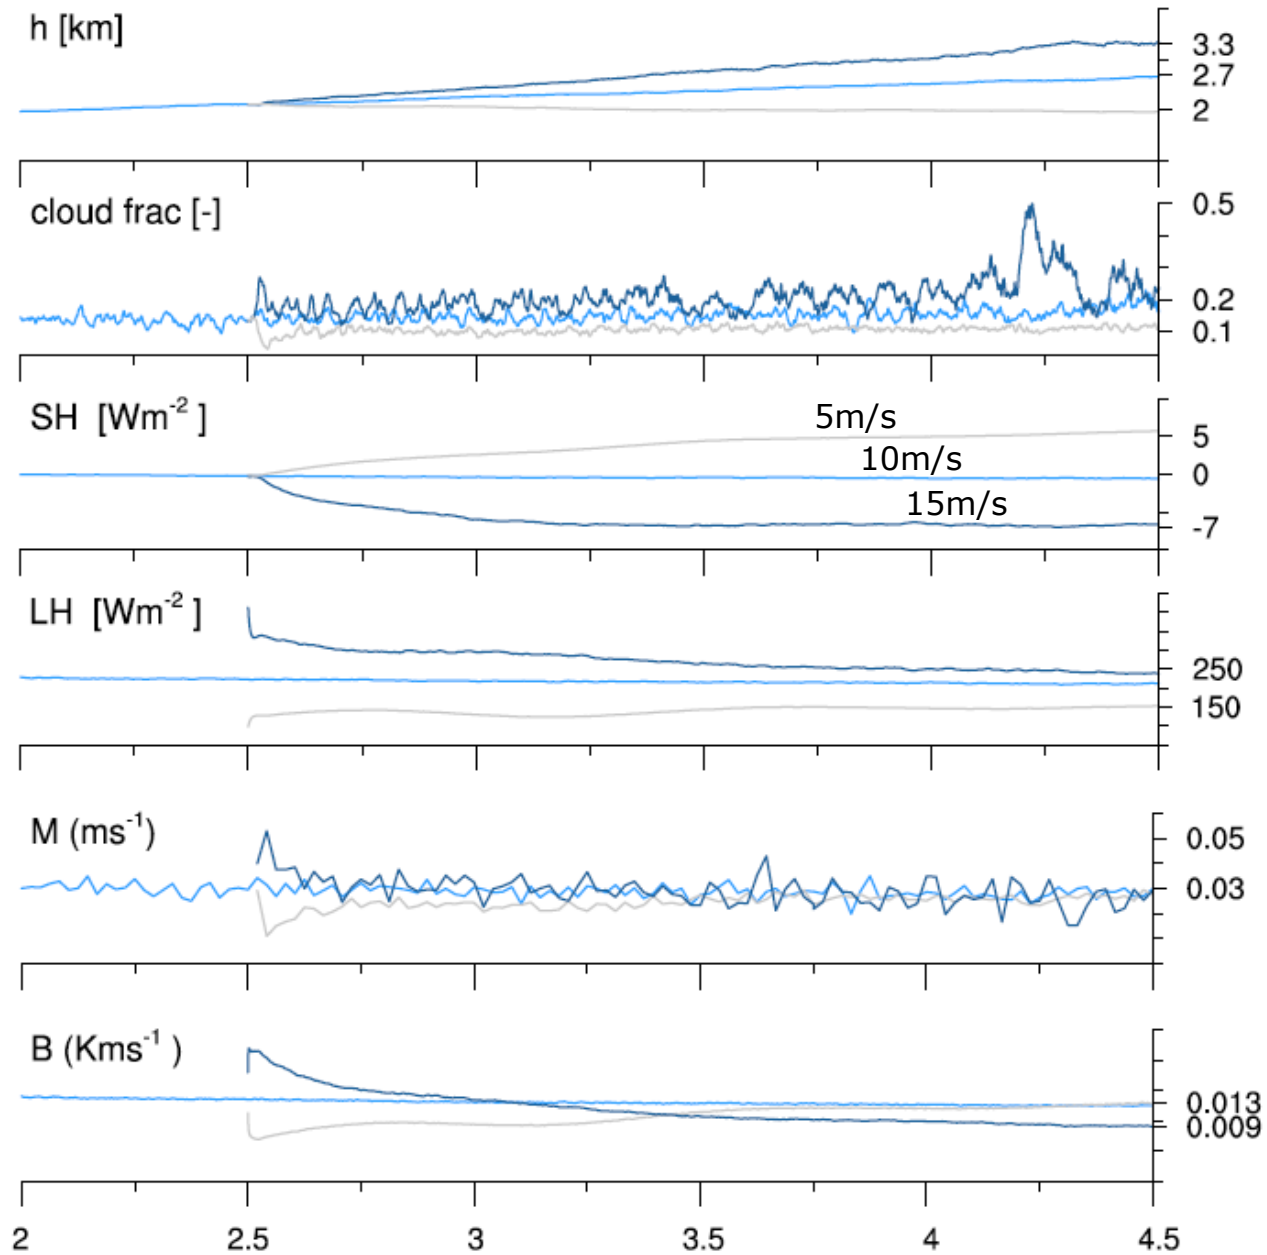 h [km]
3.3
2.7
2
cloud frac [-]
0.5
0.2
0.1
SH [Wm-2 ]
5m/s
5
10m/s
0
15m/s
-7
LH [Wm-2 ]
250
150
M (ms-1)
0.05
0.03
B (Kms-1 )
0.013
0.009
2 2.5 3 3.5 4 4.5